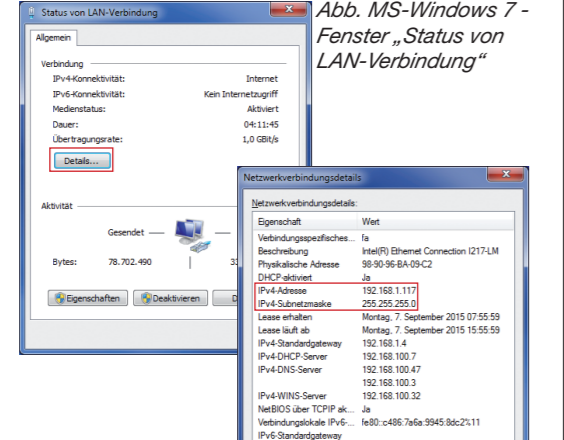 Status von LAN-Verbindung
Abb. MS-Windows 7 -
Fenster „Status von
LAN-Verbindung“
Allgemein
Verbindung
IPv4-Konnektivität: Internet
IPv6-Konnektivität: Kein Internetzugriff
Medienstatus: Aktiviert
Dauer: 04:11:45
Übertragungsrate: 1,0 GBit/s
Details...
Aktivität
Gesendet
Bytes: 78.702.490
Eigenschaften Deaktivieren
Netzwerkverbindungsdetails
Netzwerkverbindungsdetails:
Eigenschaft Wert
Verbindungsspezifisches... fa
Beschreibung Intel(R) Ethernet Connection I217-LM
Physikalische Adresse 98-90-96-BA-09-C2
DHCP-aktiviert Ja
IPv4-Adresse 192.168.1.117
IPv4-Subnetzmaske 255.255.255.0
Lease erhalten Montag, 7. September 2015 07:55:59
Lease läuft ab Montag, 7. September 2015 15:55:59
IPv4-Standardgateway 192.168.1.4
IPv4-DHCP-Server 192.168.100.7
IPv4-DNS-Server 192.168.100.47
192.168.100.3
IPv4-WINS-Server 192.168.100.32
NetBIOS über TCPIP ak... Ja
Verbindungslokale IPv6-... fe80::c486:7a6a:9945:8dc2%11
IPv6-Standardgateway